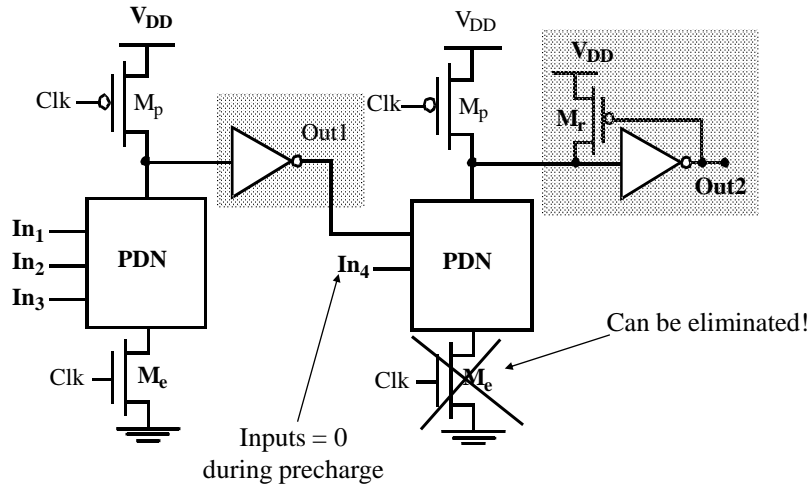 V_DD
Clk
M_p
Out1
In_1
In_2
In_3
PDN
Clk
M_e
V_DD
Clk
M_p
V_DD
M_r
Out2
In_4
PDN
Clk
M_e
Can be eliminated!
Inputs = 0
during precharge